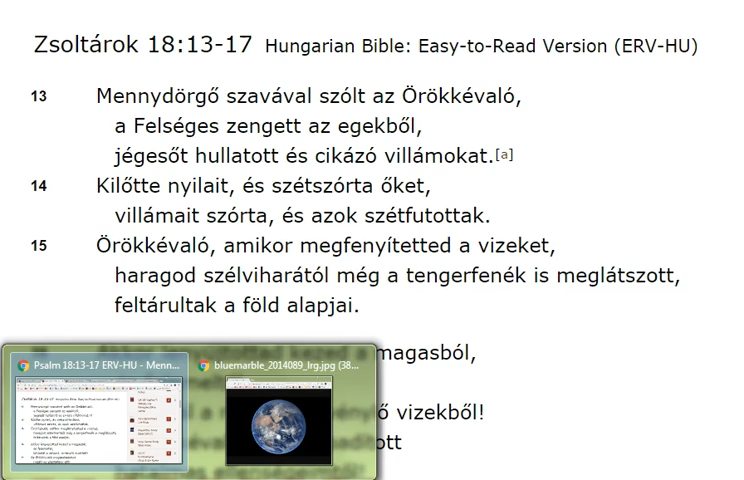 Zsoltárok 18:13-17 Hungarian Bible: Easy-to-Read Version (ERV-HU)
13 Mennydörgő szavával szólt az Örökkévaló,
a Felséges zengett az egekből,
jégesőt hullatott és cikázó villámokat.[a]
14 Kilőtte nyilait, és szétszórta őket,
villámait szórta, és azok szétfutottak.
15 Örökkévaló, amikor megfenyítetted a vizeket,
haragod szélviharától még a tengerfenék is meglátszott,
feltárultak a föld alapjai.
magasból,
vizekből!
Psalm 18:13-17 ERV-HU - Menn...
bluemarble_2014089_lrg.jpg (38...